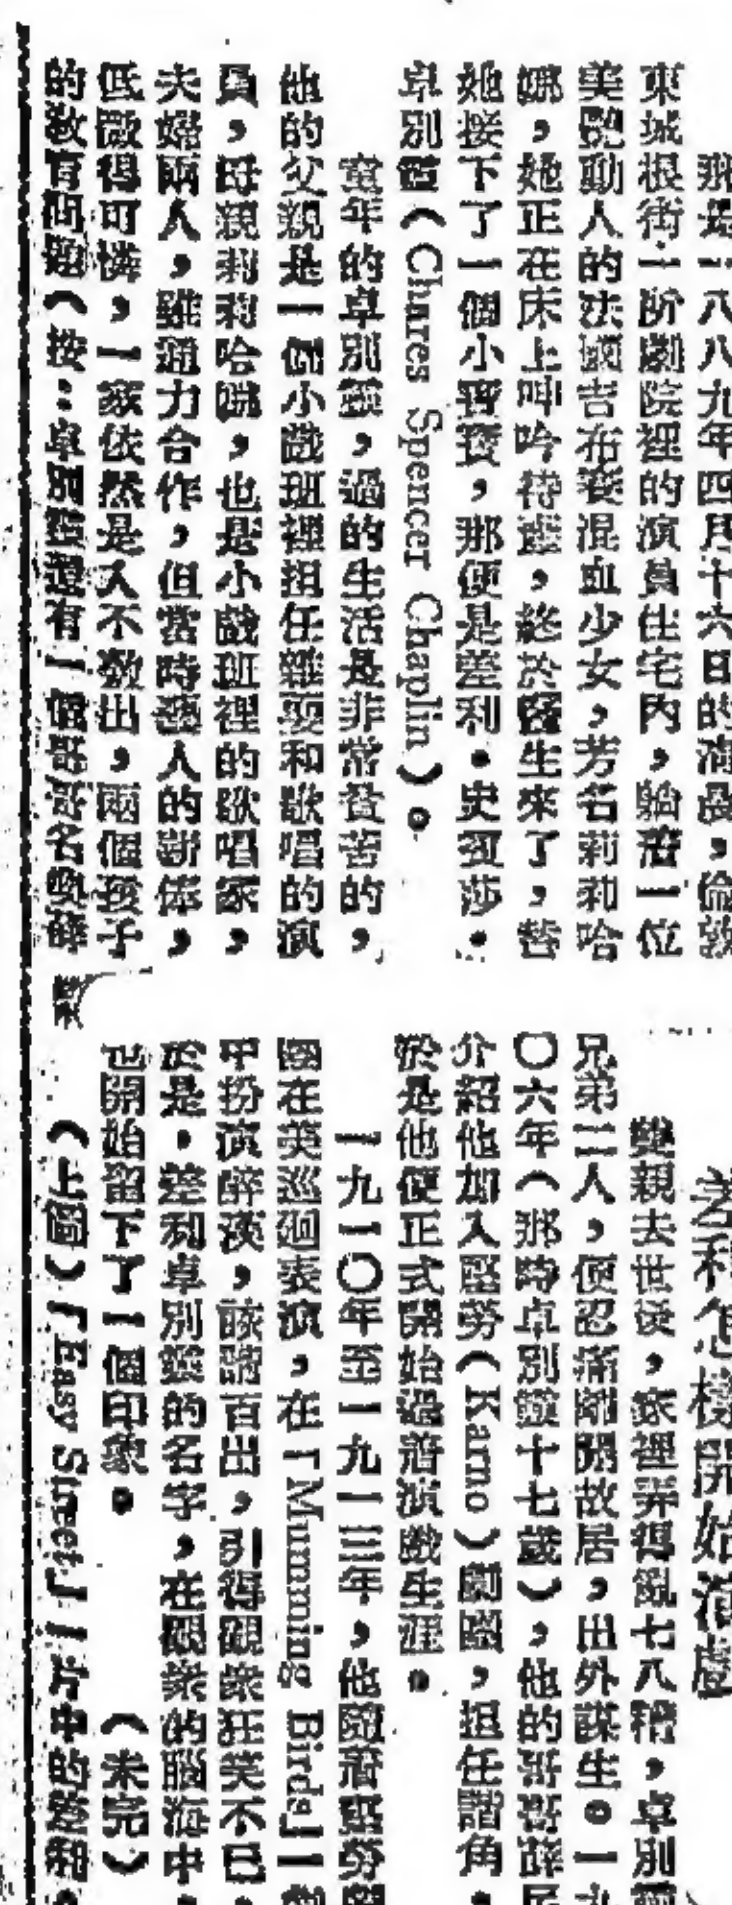 那是一八八九年四月十六日的清晨，倫敦
東城根街一阶劇院裡的演員住宅內，躺着一位
美艷動人的法國吉布賽混血少女，芳名莉莉哈
娜，她正在床上呻吟待產，終於醫生來了，替
她接下了一個小寶寶，那便是差利・史賓莎・
卓別靈（Chares Spencer Chaplin）。
童年的卓別靈，過的生活是非常貧苦的，
他的父親是一個小戲班裡担任雜耍和歌唱的演
員，母親莉莉哈娜，也是小戲班裡的歌唱家，
夫婦兩人，雖通力合作，但當時藝人的薪俸，
低微得可憐，一家依然是入不敷出，兩個孩子
的教育問題（按：卓別靈還有一個哥哥名喚薛
差利怎樣開始演戲
雙親去世後，家裡弄得亂七八糟，卓別靈
兄弟二人，便忍痛離開故居，出外謀生。一九
〇六年（那時卓別靈十七歲），他的哥哥薛尼
介紹他加入堅勞（Karno）劇團，担任諧角，
於是他便正式開始過着演戲生涯。
一九一〇年至一九一三年，他隨着堅勞劇
團在美巡廻表演，在「Mumming Birds」一劇
中扮演醉漢，詼諧百出，引得觀衆狂笑不已，
於是，差利卓別靈的名字，在觀衆的腦海中，
也開始留下了一個印象。（未完）
（上圖）「Easy Street」一片中的差利。